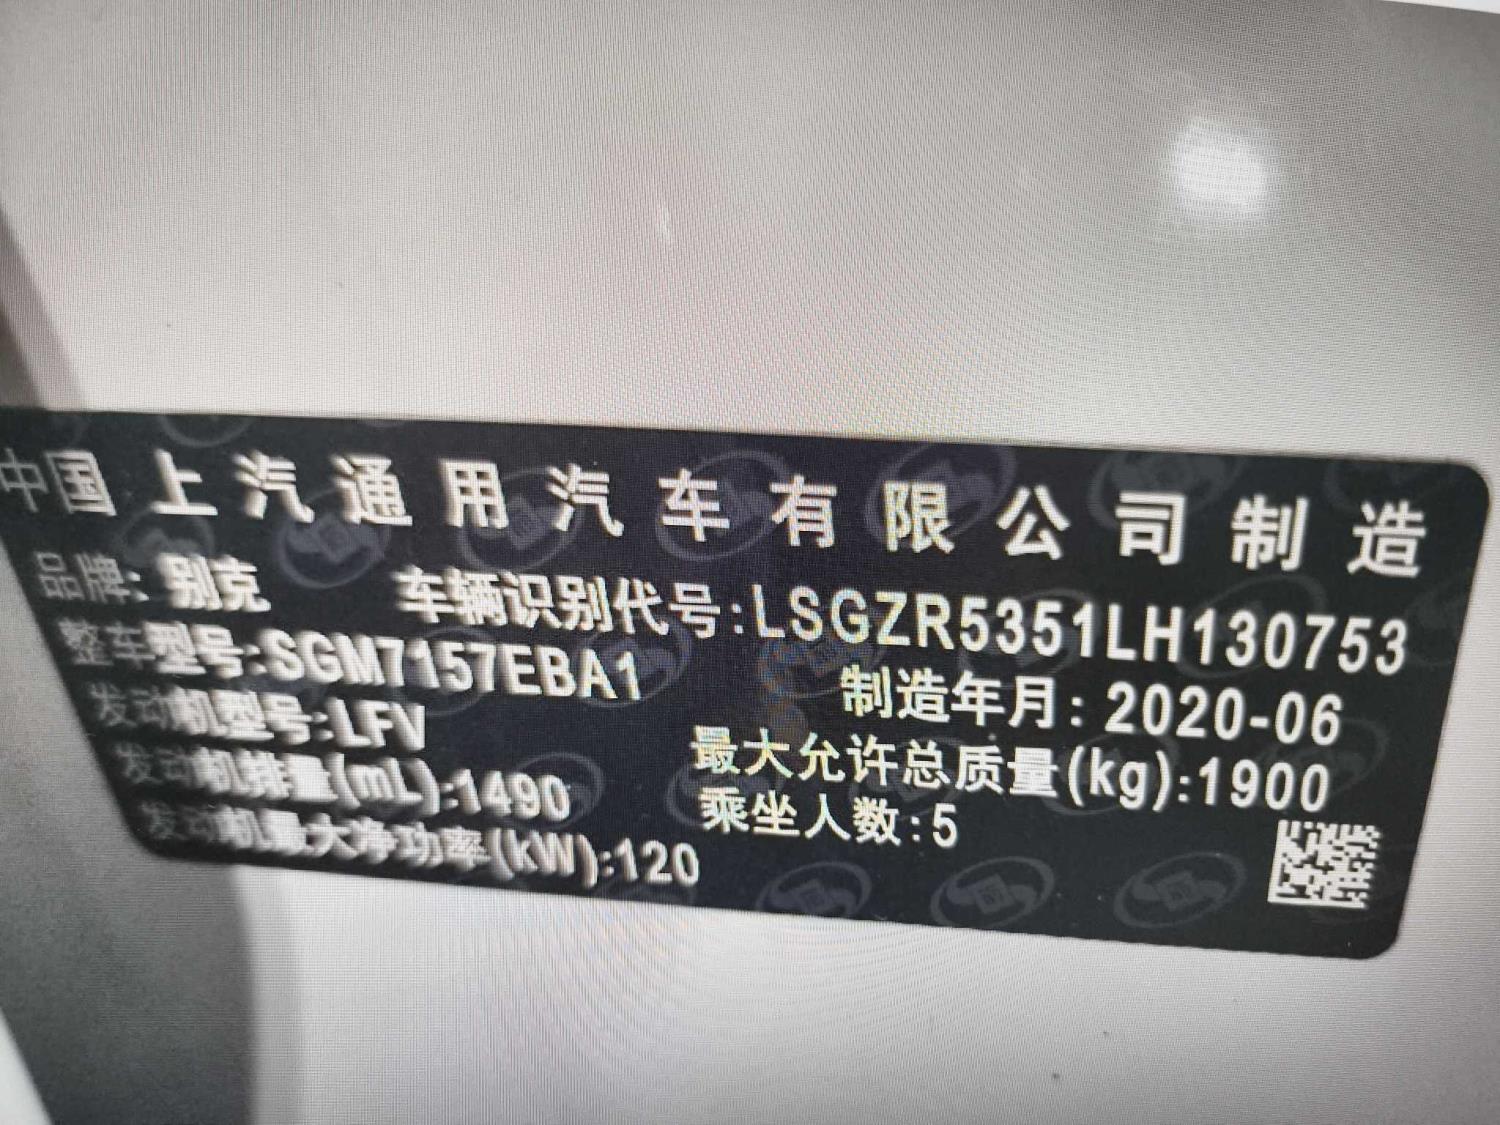 中国上汽通用汽车有限公司制造
品牌：别克 车辆识别代号:LSGZR5351LH130753
整车型号:SGM7157EBA1 制造年月: 2020-06
发动机型号:LFV 最大允许总质量(kg):1900
发动机排量(mL):1490 乘坐人数:5
发动机最大净功率(kW):120